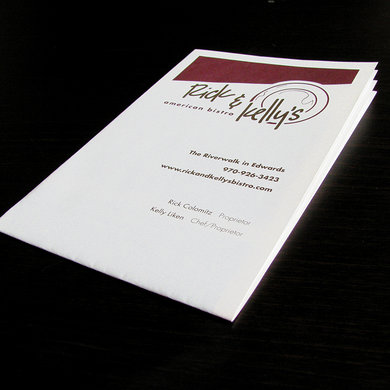 Rick & Kelly's
american bistro
The Riverwalk in Edwards
970-926-3423
www.rickandkellysbistro.com
Rick Colomitz Proprietor
Kelly Liken Chef/Proprietor